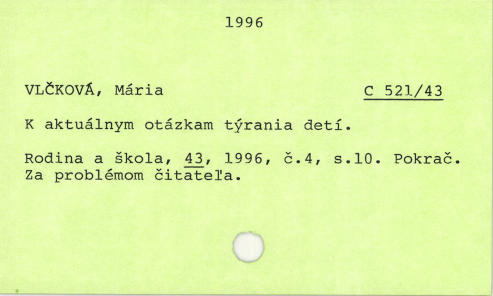 1996
VLČKOVÁ, Mária C 521/43
K aktuálnym otázkam týrania detí.
Rodina a škola, 43, 1996, č.4, s.10. Pokrač.
Za problémom čitateľa.